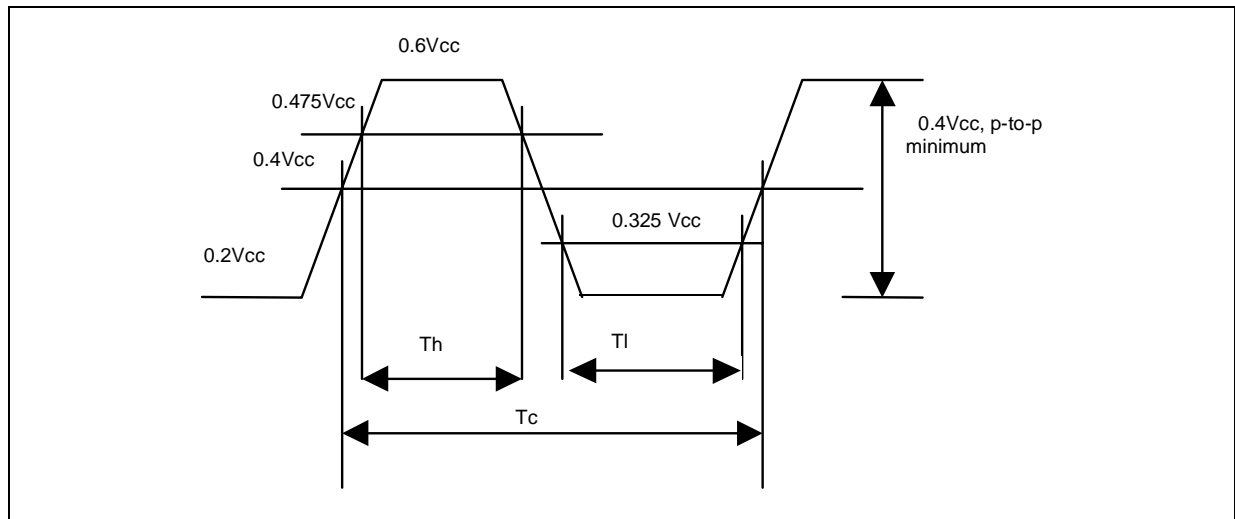 0.6Vcc
0.475Vcc
0.4Vcc, p-to-p
minimum
0.4Vcc
0.325 Vcc
0.2Vcc
Th
Tl
Tc